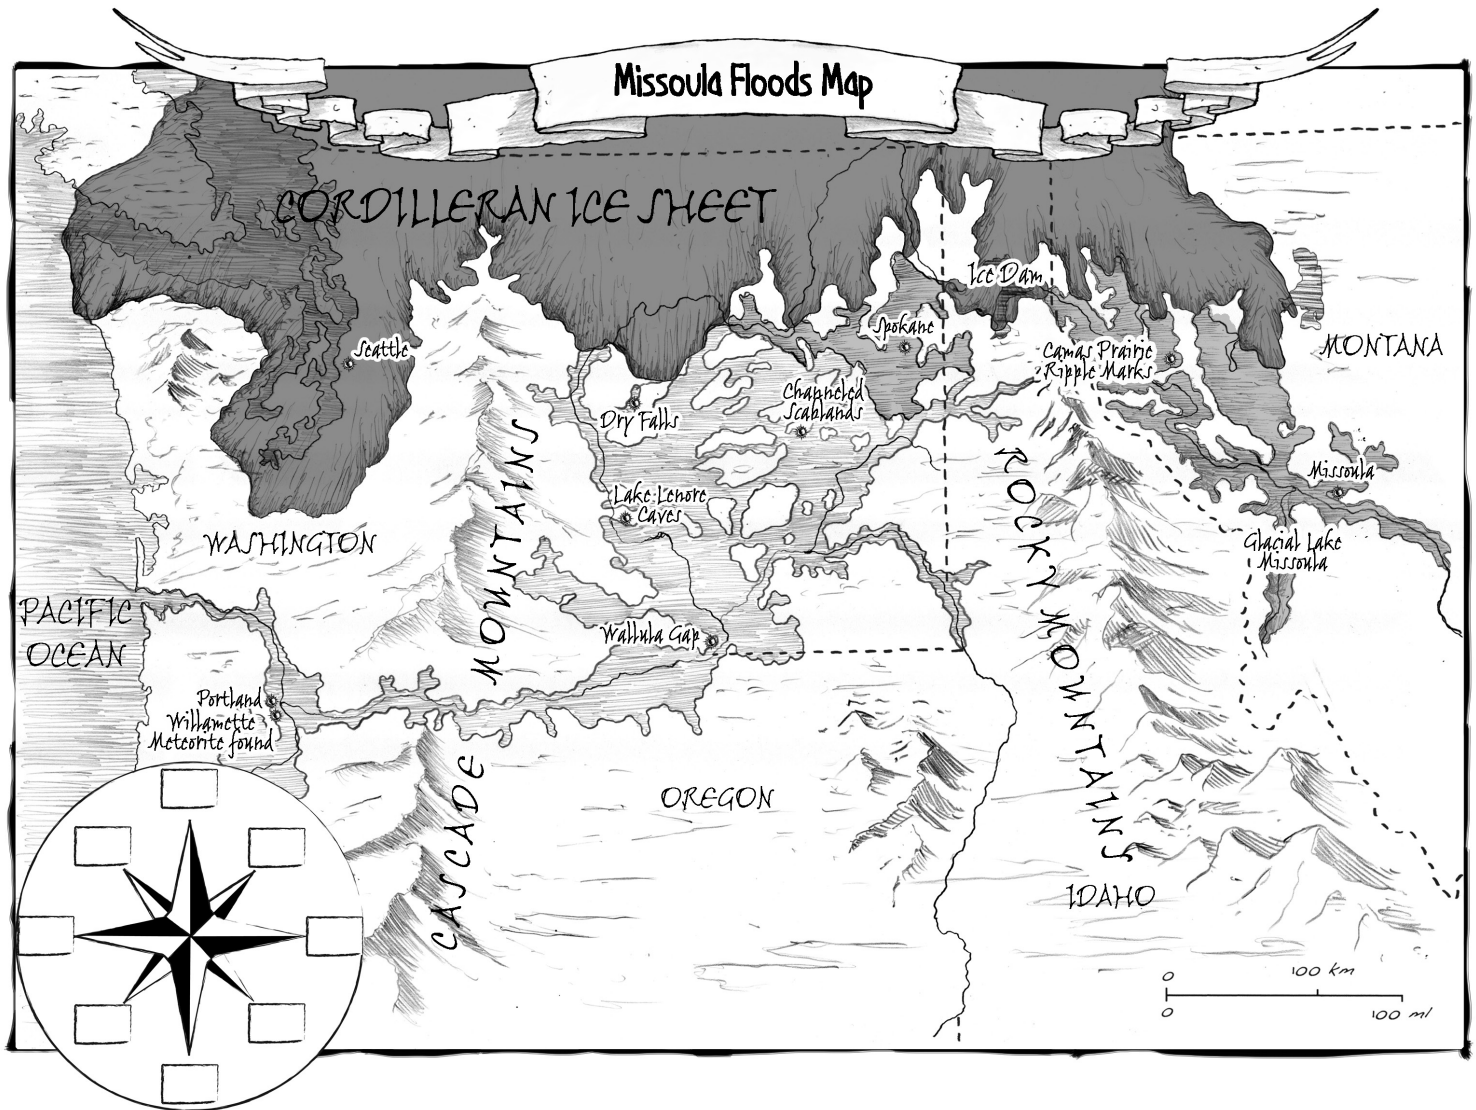 Missoula Floods Map
CORDILLERAN ICE SHEET
Ice Dam
Seattle
Spokane
Camas Prairie
Ripple Marks
MONTANA
Channeled
Scablands
Dry Falls
Missoula
Lake Lenore
Caves
WASHINGTON
Glacial Lake
Missoula
PACIFIC
OCEAN
Wallula Gap
CASCADE MOUNTAINS
ROCKY MOUNTAINS
Portland
Willamette
Meteorite found
OREGON
IDAHO
0 100 km
0 100 mi